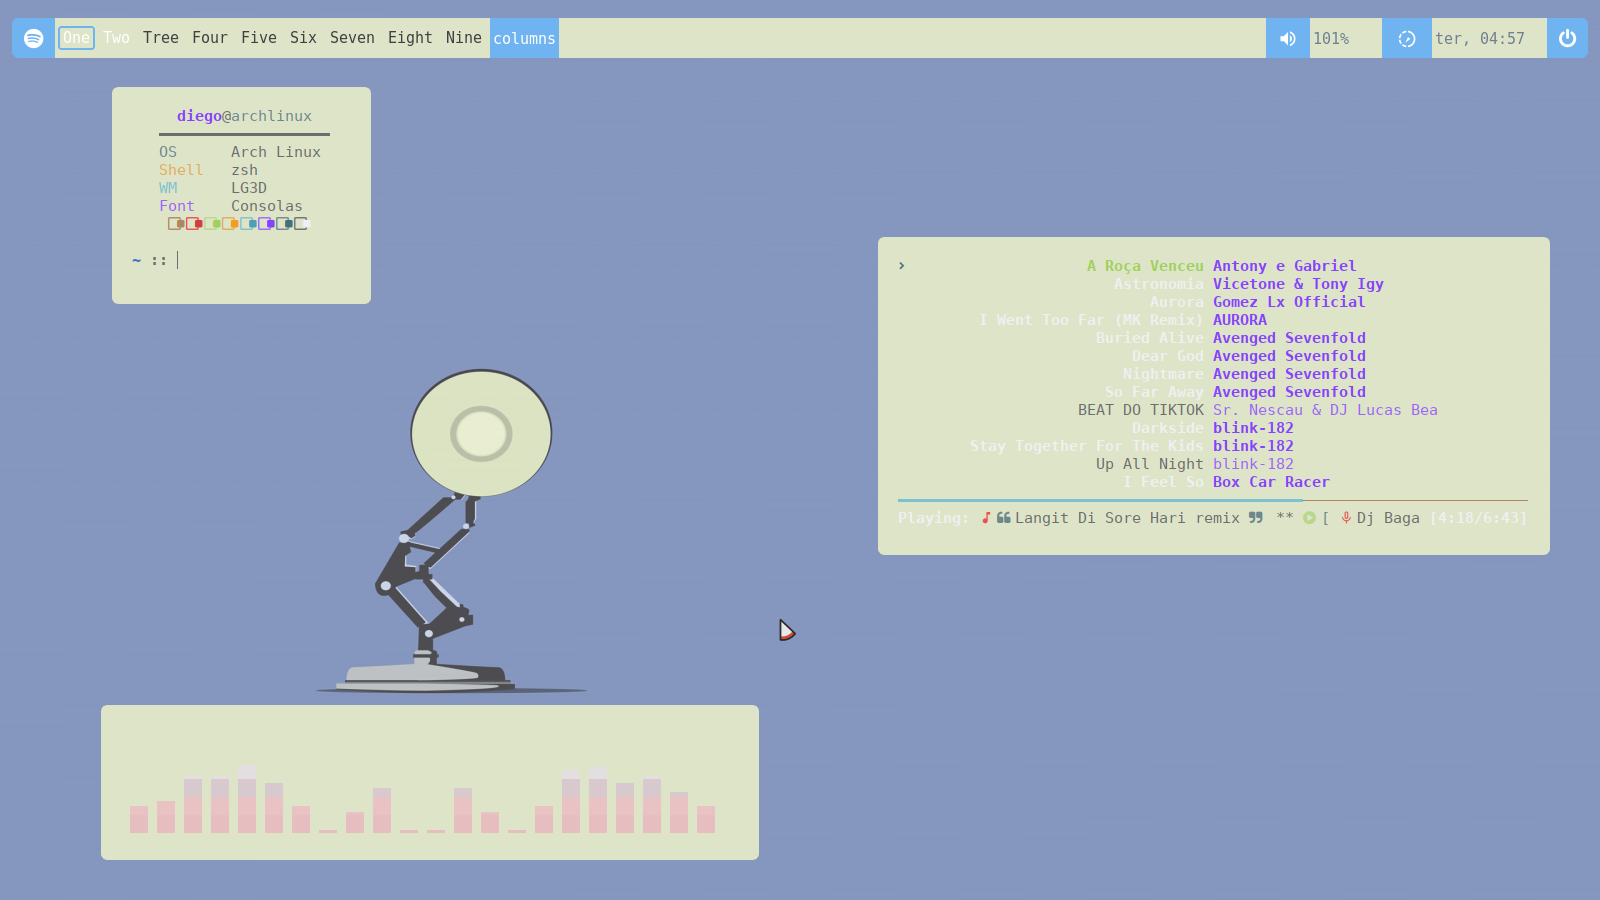 One Two Tree Four Five Six Seven Eight Nine columns 101% ter, 04:57
diego@archlinux
OS Arch Linux
Shell zsh
WM LG3D
Font Consolas
~ ::
› A Roça Venceu Antony e Gabriel
Astronomia Vicetone & Tony Igy
Aurora Gomez Lx Official
I Went Too Far (MK Remix) AURORA
Buried Alive Avenged Sevenfold
Dear God Avenged Sevenfold
Nightmare Avenged Sevenfold
So Far Away Avenged Sevenfold
BEAT DO TIKTOK Sr. Nescau & DJ Lucas Bea
Darkside blink-182
Stay Together For The Kids blink-182
Up All Night blink-182
I Feel So Box Car Racer
Playing: ♪ ❝ Langit Di Sore Hari remix ❞ ** [ Dj Baga [4:18/6:43]